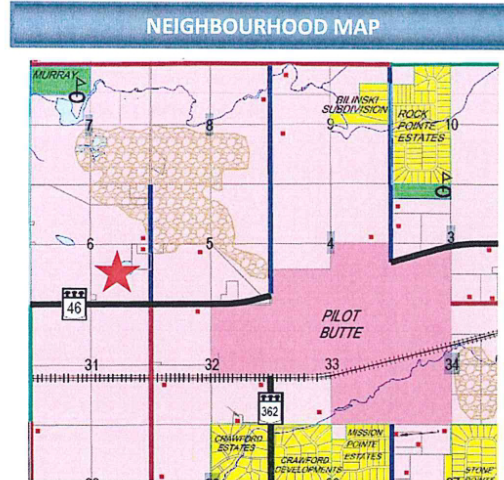 NEIGHBOURHOOD MAP
MURRAY
BILINSKI
SUBDIVISION
ROCK
POINTE
ESTATES
7
8
9
10
6
5
4
3
46
PILOT
BUTTE
31
32
33
34
362
CRAWFORD
ESTATES
CRAWFORD
DEVELOPMENTS
MISSION
POINTE
ESTATES
STONE